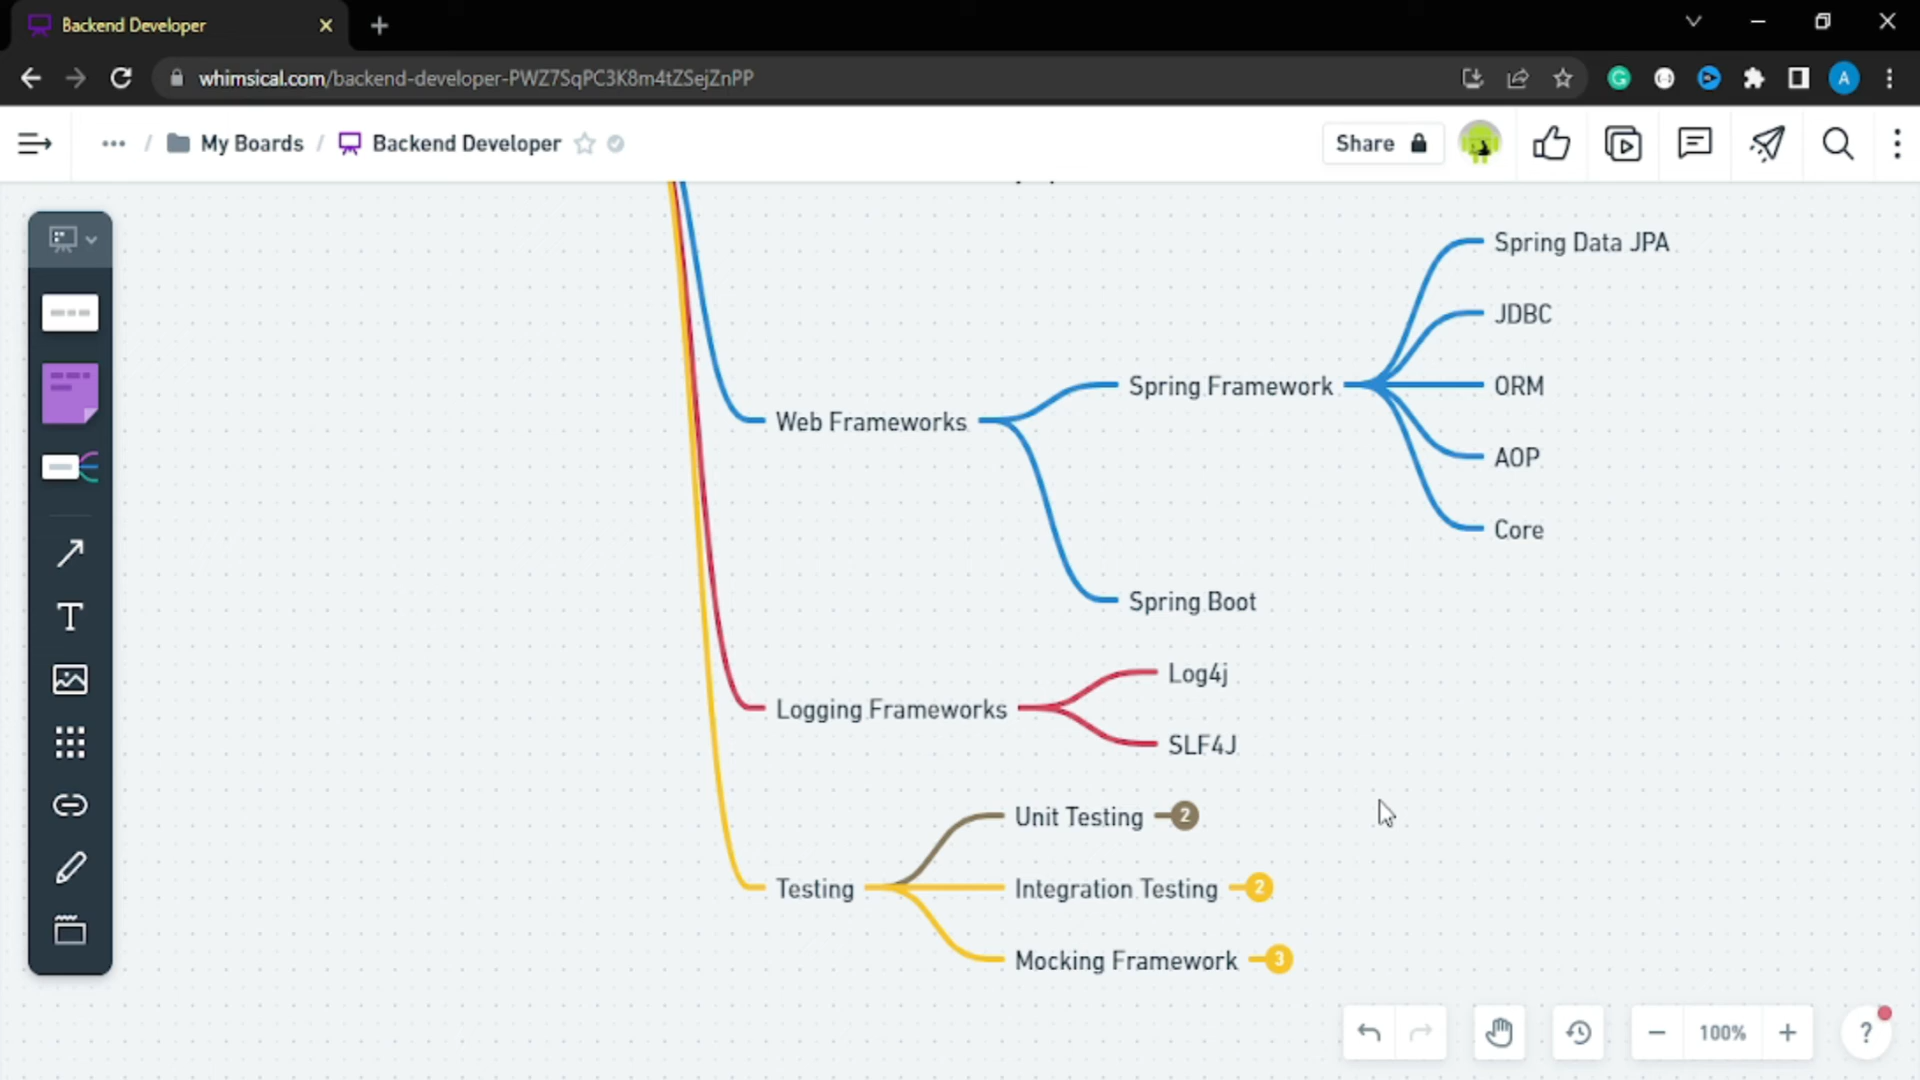 Backend Developer
whimsical.com/backend-developer-PWZ7SqPC3K8m4tZSejZnPP
A
... / My Boards / Backend Developer
Share
Spring Data JPA
JDBC
Spring Framework
ORM
Web Frameworks
AOP
Core
Spring Boot
Log4j
Logging Frameworks
SLF4J
Unit Testing 2
Testing
Integration Testing 2
Mocking Framework 3
100%
?